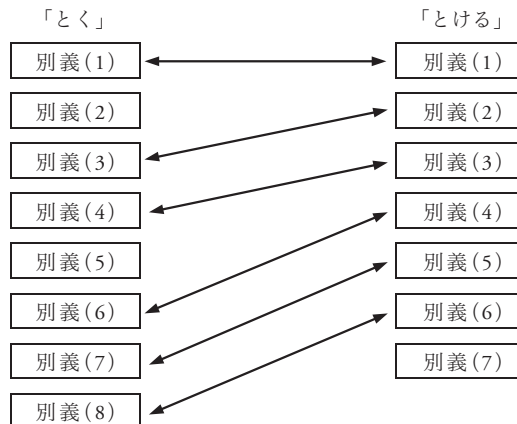 「とく」 「とける」
別義(1) 別義(1)
別義(2) 別義(2)
別義(3) 別義(3)
別義(4) 別義(4)
別義(5) 別義(5)
別義(6) 別義(6)
別義(7) 別義(7)
別義(8)